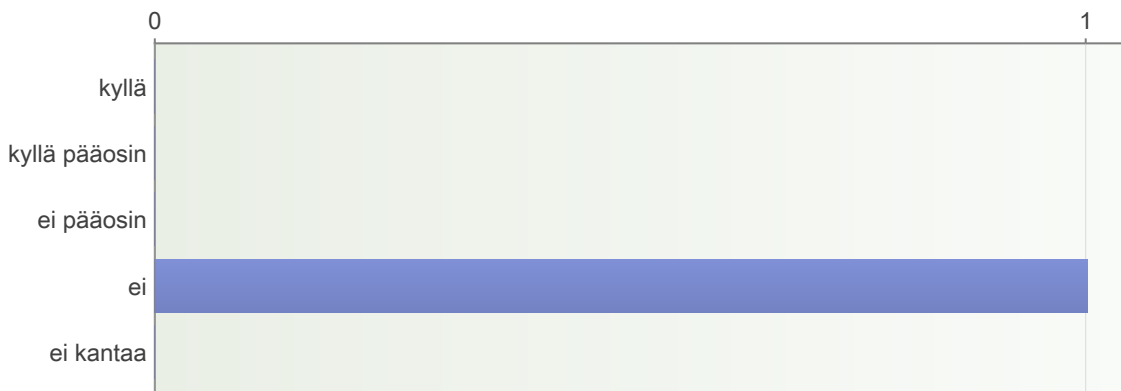 0 1
kyllä
kyllä pääosin
ei pääosin
ei
ei kantaa